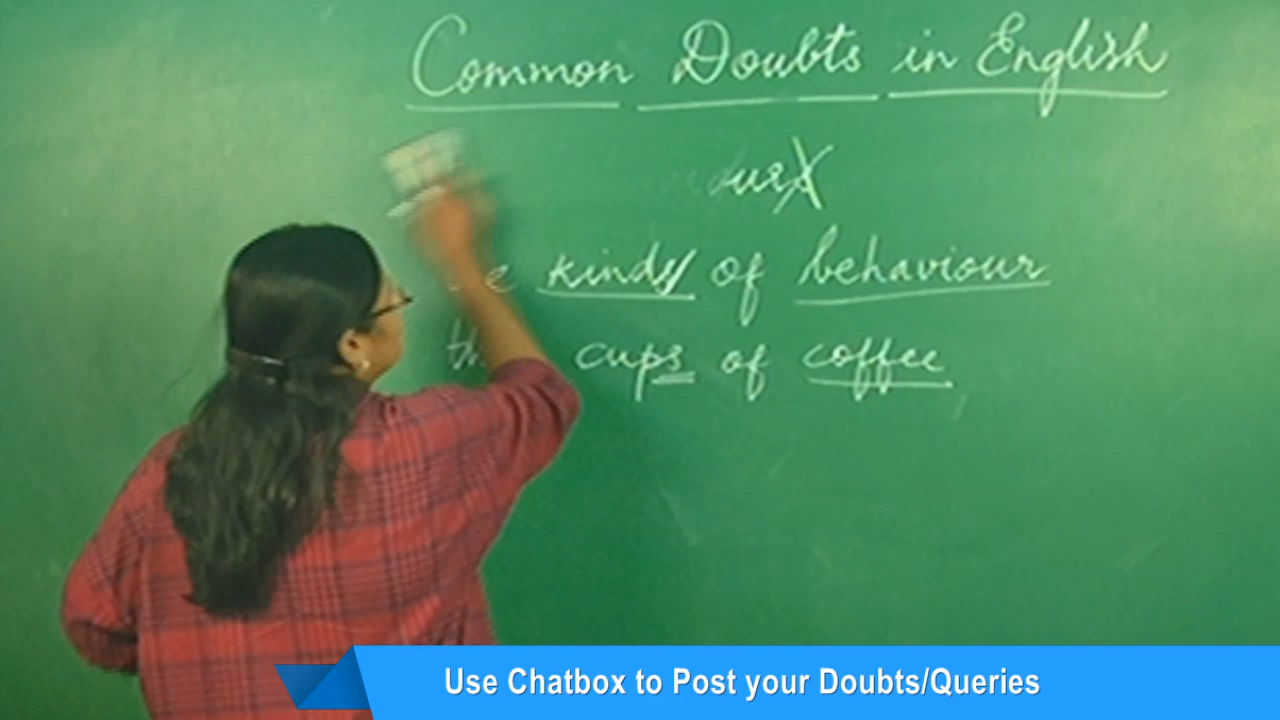 Common Doubts in English
kinds of behaviour
cups of coffee
Use Chatbox to Post your Doubts/Queries